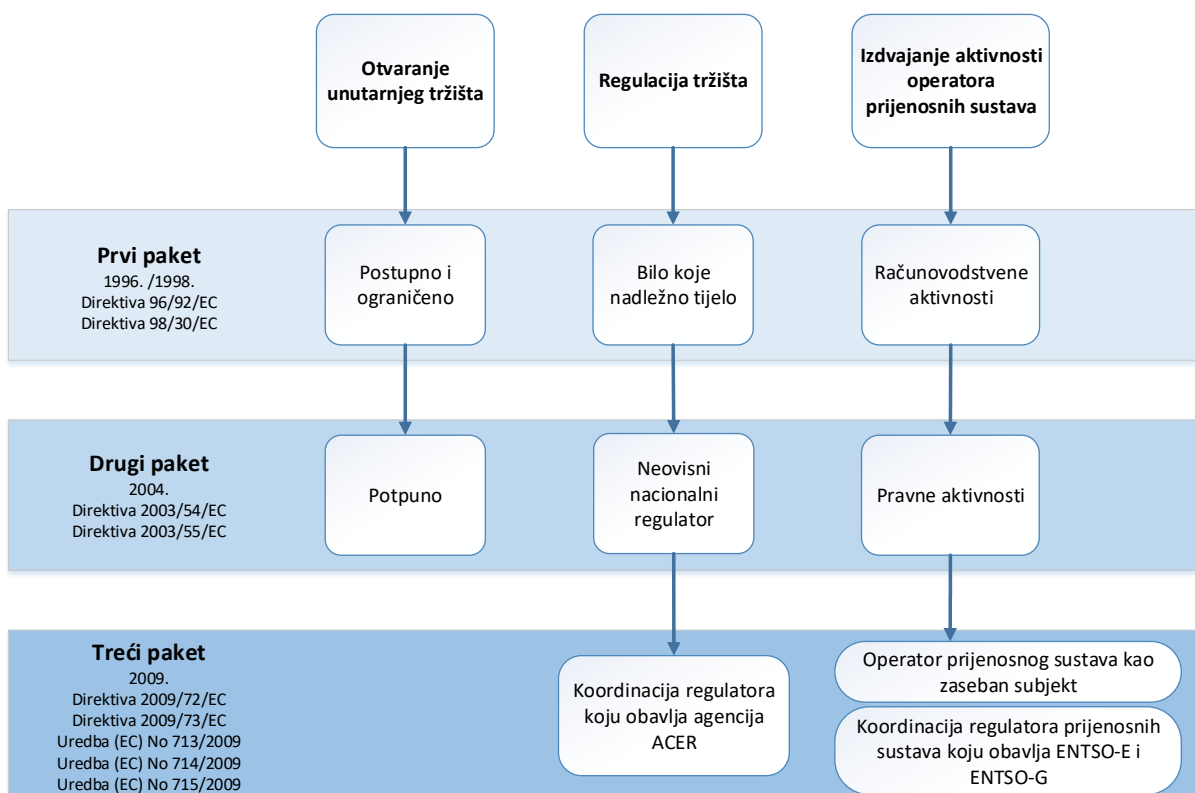 Otvaranje
unutarnjeg tržišta
Regulacija tržišta
Izdvajanje aktivnosti
operatora
prijenosnih sustava
Prvi paket
1996. /1998.
Direktiva 96/92/EC
Direktiva 98/30/EC
Postupno i
ograničeno
Bilo koje
nadležno tijelo
Računovodstvene
aktivnosti
Drugi paket
2004.
Direktiva 2003/54/EC
Direktiva 2003/55/EC
Potpuno
Neovisni
nacionalni
regulator
Pravne aktivnosti
Treći paket
2009.
Direktiva 2009/72/EC
Direktiva 2009/73/EC
Uredba (EC) No 713/2009
Uredba (EC) No 714/2009
Uredba (EC) No 715/2009
Koordinacija regulatora
koju obavlja agencija
ACER
Operator prijenosnog sustava kao
zaseban subjekt
Koordinacija regulatora prijenosnih
sustava koju obavlja ENTSO-E i
ENTSO-G